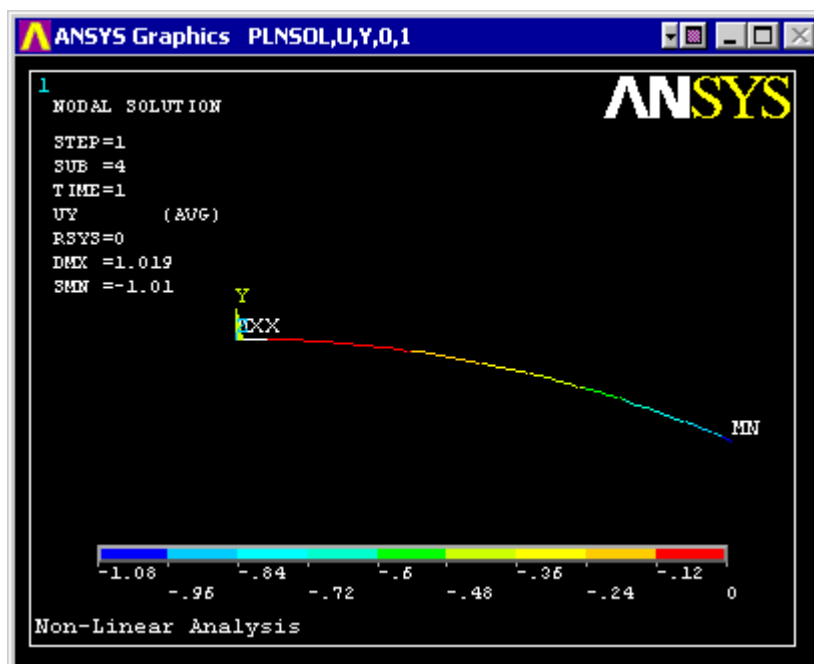 ANSYS Graphics PLNSOL,U,Y,0,1
1
ANSYS
NODAL SOLUTION
STEP=1
SUB =4
TIME=1
UY (AVG)
RSYS=0
DMX =1.019
SMN =-1.01
Y
X
MN
-1.08 -.84 -.6 -.36 -.12
-.96 -.72 -.48 -.24 0
Non-Linear Analysis